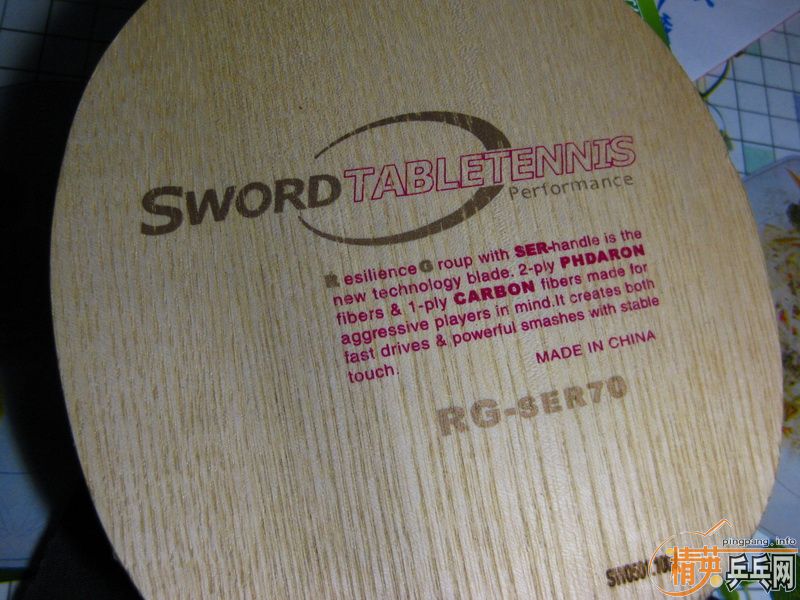 SWORD TABLETENNIS
Performance
Resilience Group with SER-handle is the
new technology blade. 2-ply PHDARON
fibers & 1-ply CARBON fibers made for
aggressive players in mind.It creates both
fast drives & powerful smashes with stable
touch.
MADE IN CHINA
RG-SER70
pingpang.info
精英乒乓网